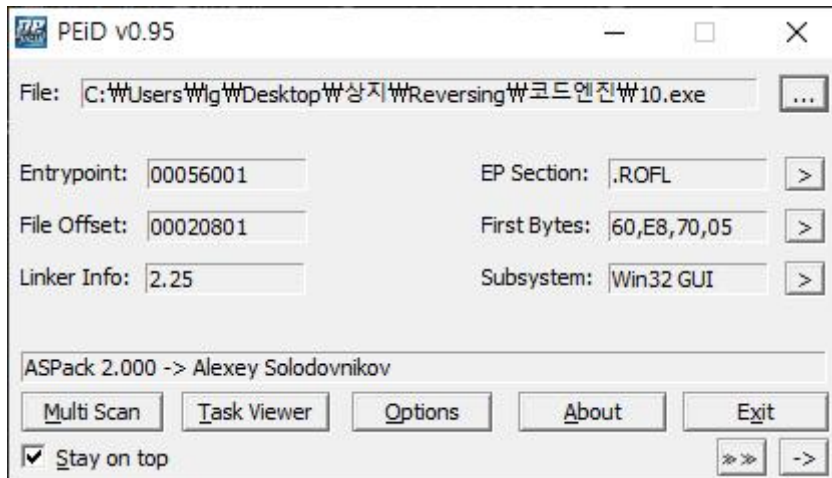 PEiD v0.95
File: C:₩Users₩lg₩Desktop₩상지₩Reversing₩코드엔진₩10.exe ...
Entrypoint: 00056001 EP Section: .ROFL >
File Offset: 00020801 First Bytes: 60,E8,70,05 >
Linker Info: 2.25 Subsystem: Win32 GUI >
ASPack 2.000 -> Alexey Solodovnikov
Multi Scan Task Viewer Options About Exit
Stay on top >> >> ->